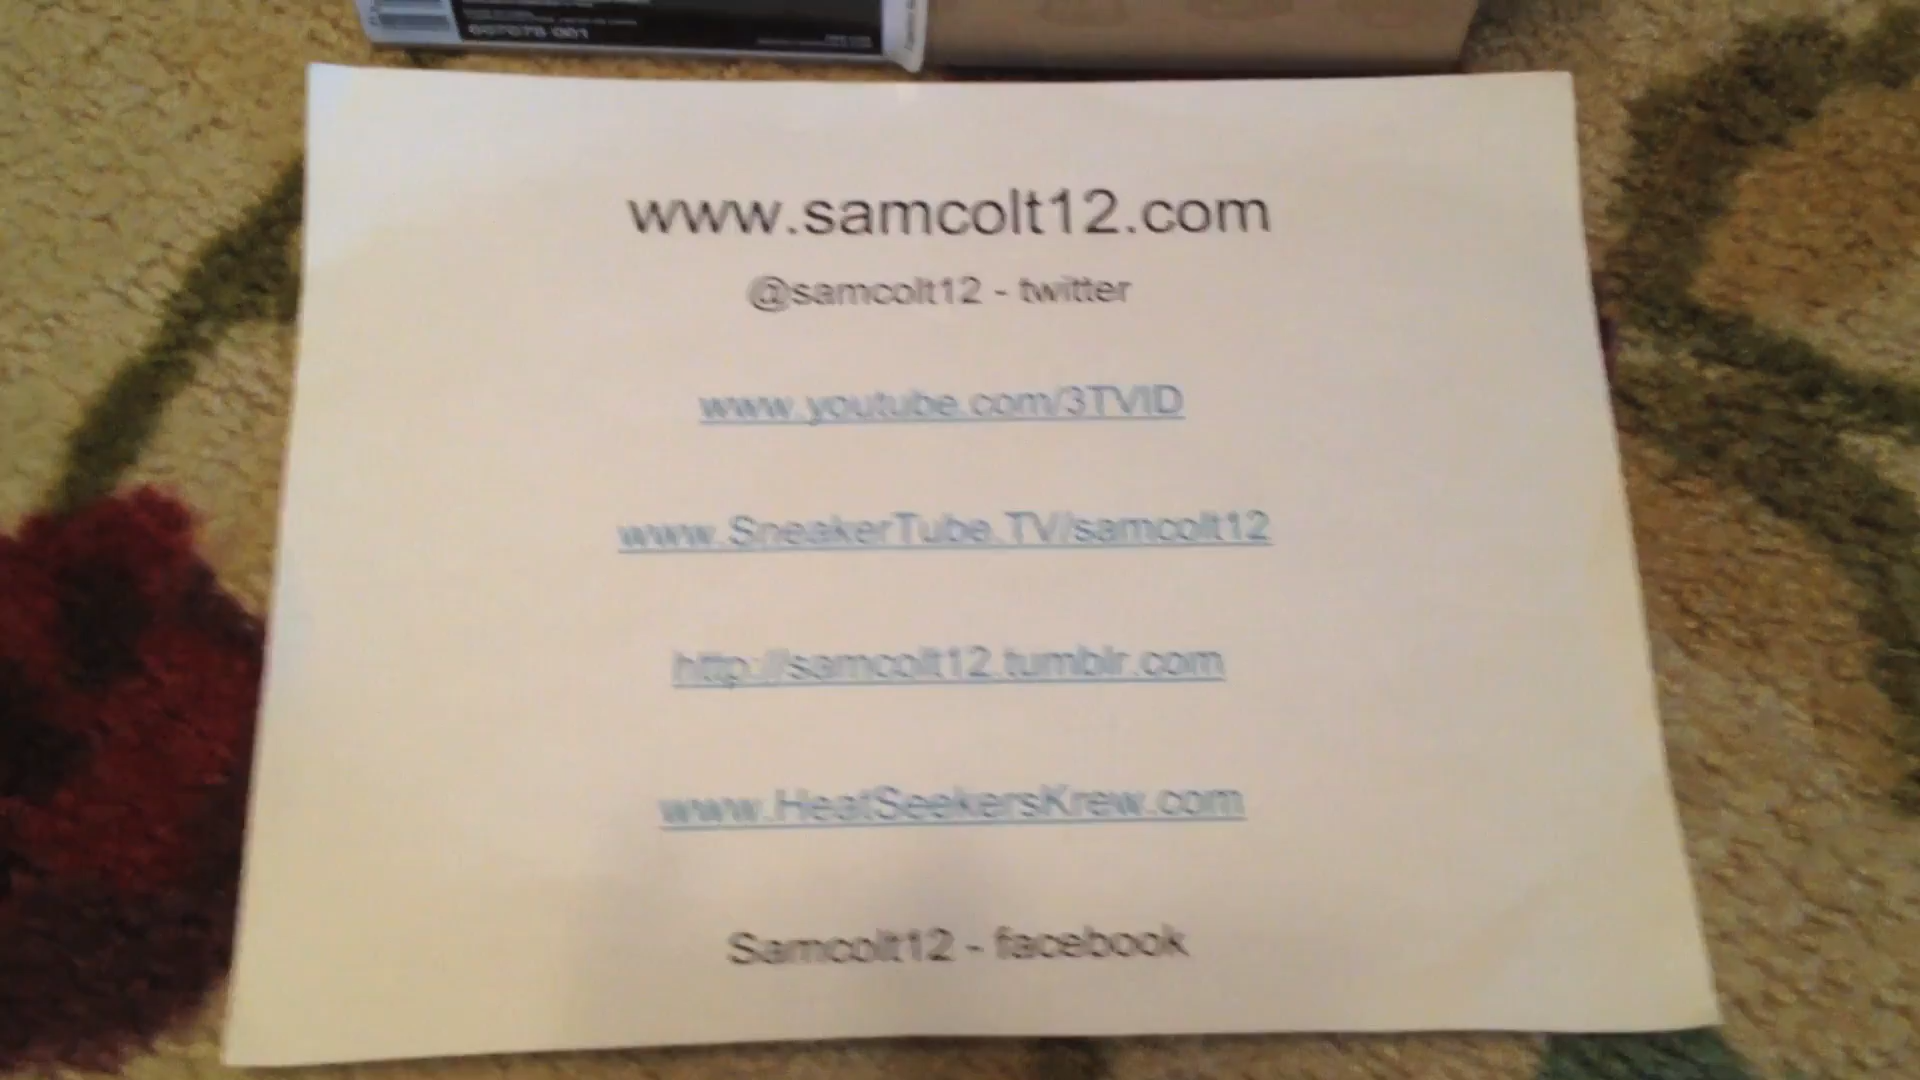 www.samcolt12.com
@samcolt12 - twitter
www.youtube.com/3TVID
www.SneakerTube.TV/samcolt12
http://samcolt12.tumblr.com
www.HeatSeekersKrew.com
Samcolt12 - facebook